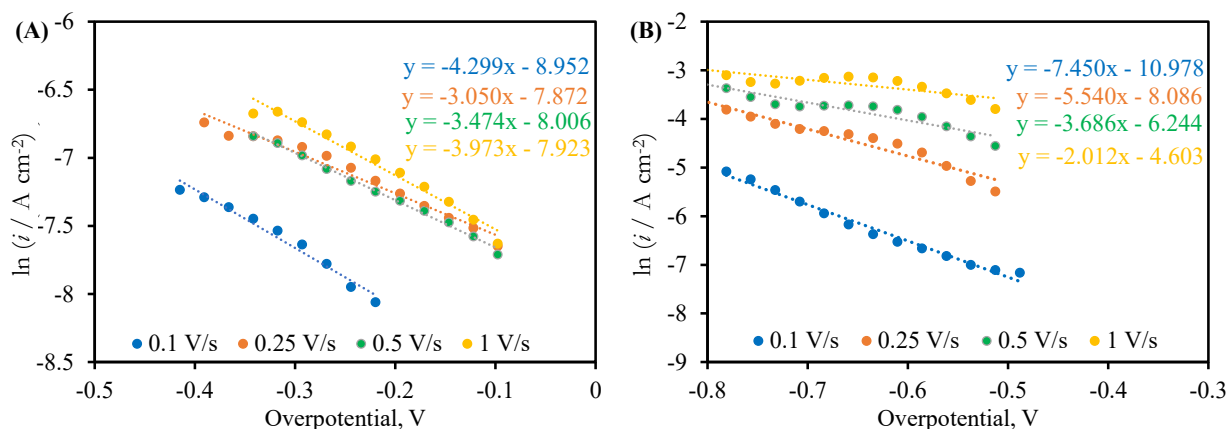 (A)
-6
-6.5
-7
-7.5
-8
-8.5
ln (i / A cm-2)
y = -4.299x - 8.952
y = -3.050x - 7.872
y = -3.474x - 8.006
y = -3.973x - 7.923
0.1 V/s 0.25 V/s 0.5 V/s 1 V/s
-0.5 -0.4 -0.3 -0.2 -0.1 0
Overpotential, V
(B)
-2
-3
-4
-5
-6
-7
-8
-9
ln (i / A cm-2)
y = -7.450x - 10.978
y = -5.540x - 8.086
y = -3.686x - 6.244
y = -2.012x - 4.603
0.1 V/s 0.25 V/s 0.5 V/s 1 V/s
-0.8 -0.7 -0.6 -0.5 -0.4 -0.3
Overpotential, V